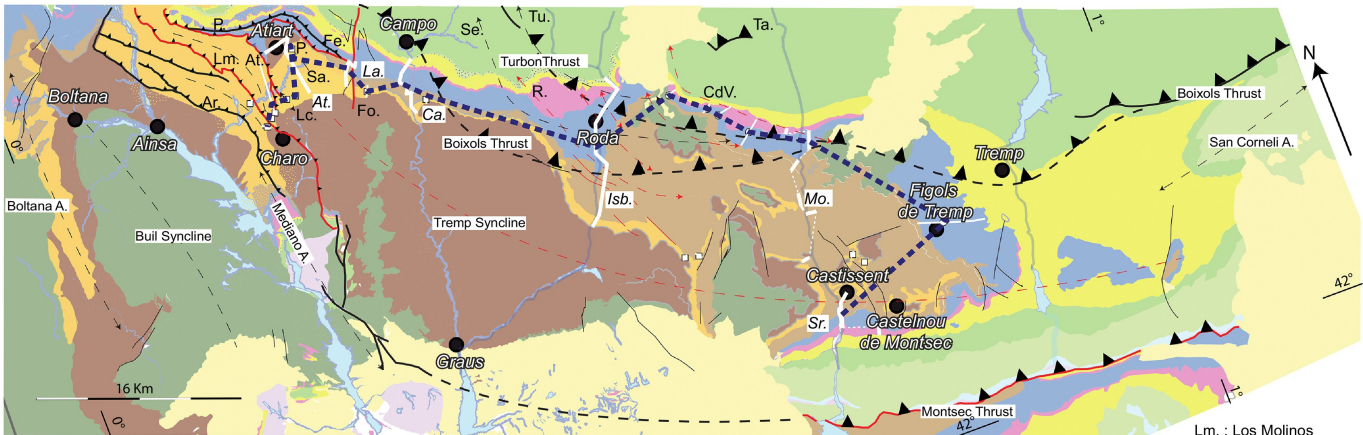 P.
Atiart
Fe.
Campo
Se.
Tu.
Ta.
1°
N
Lm.
At.
P.
Sa.
La.
TurbonThrust
R.
CdV.
Boltana
Ar.
Lc.
At.
Fo.
Ca.
Boixols Thrust
Ainsa
Charo
Boixols Thrust
Roda
San Corneli A.
0°
Tremp
Boltana A.
Mediano A.
Isb.
Mo.
Figols
de Tremp
Buil Syncline
Tremp Syncline
Castissent
42°
Sr.
Castelnou
de Montsec
Graus
16 Km
0°
Montsec Thrust
42°
1°
Lm. : Los Molinos